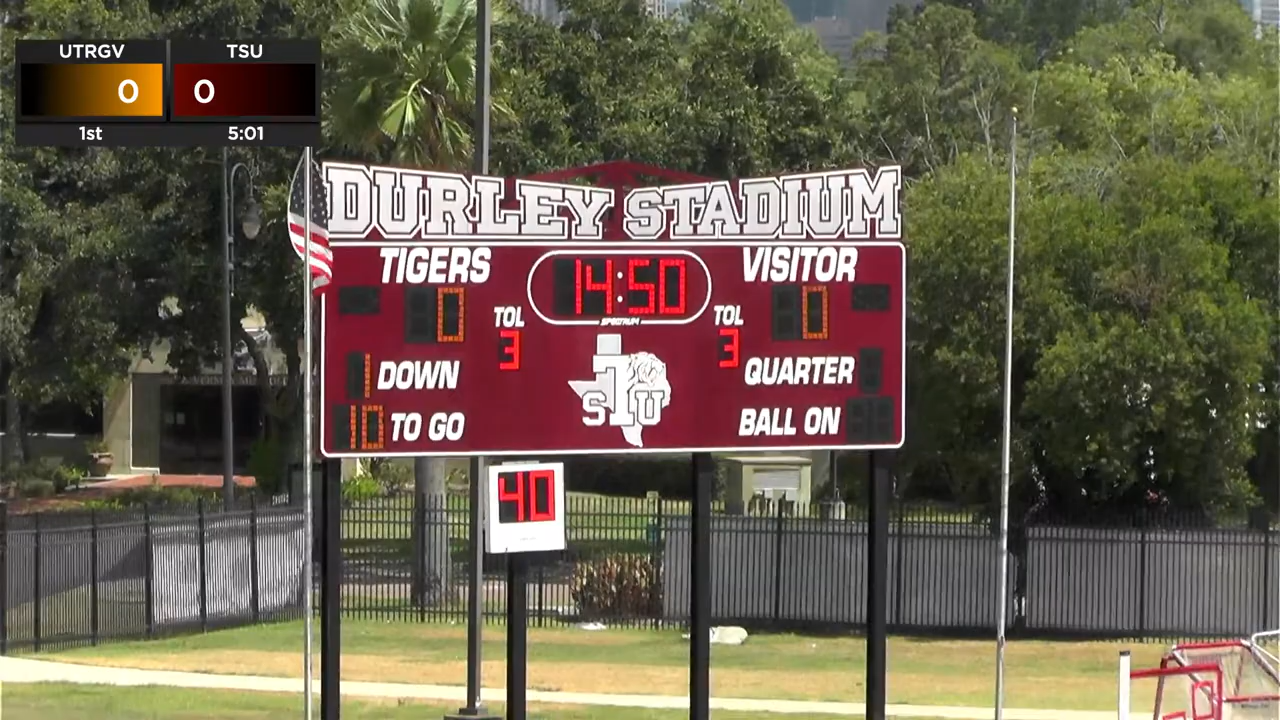 UTRGV TSU
0 0
1st 5:01
DURLEY STADIUM
TIGERS 14:50 VISITOR
0 TOL TOL 0
3 3
1 DOWN QUARTER
10 TO GO STU BALL ON
40